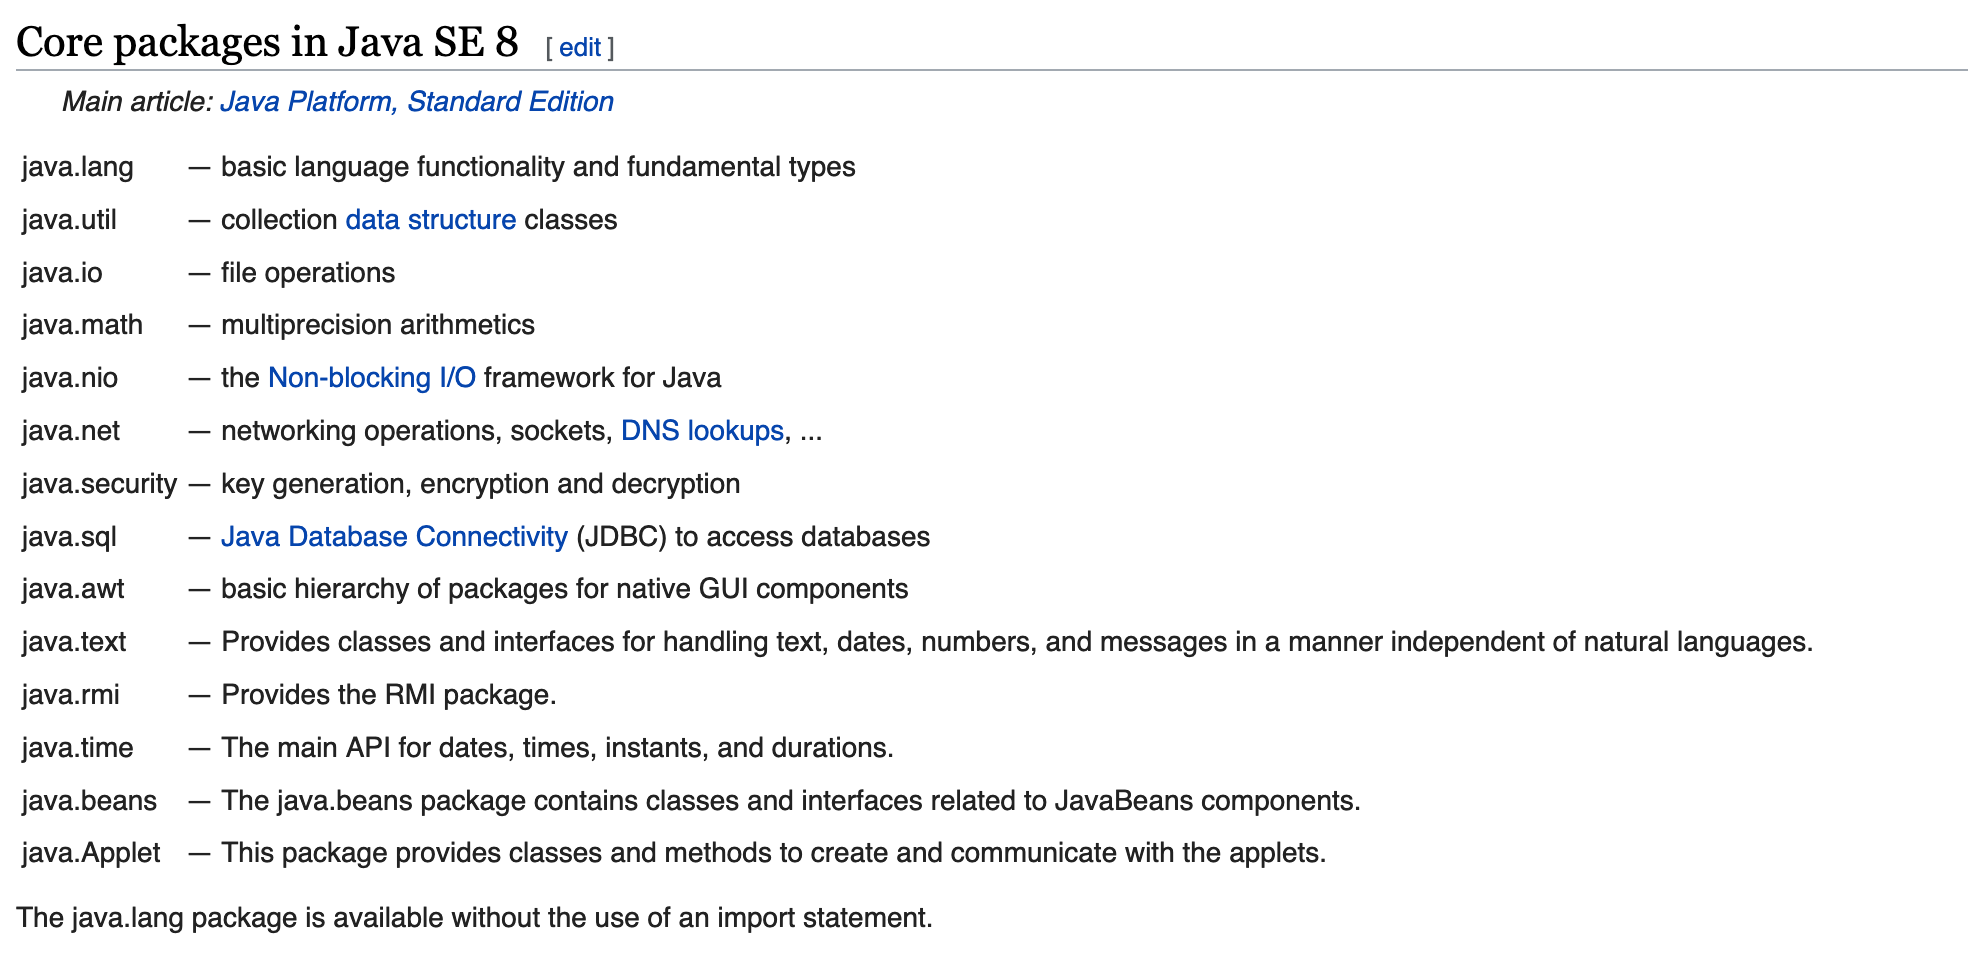 Core packages in Java SE 8 [ edit ]
Main article: Java Platform, Standard Edition
java.lang — basic language functionality and fundamental types
java.util — collection data structure classes
java.io — file operations
java.math — multiprecision arithmetics
java.nio — the Non-blocking I/O framework for Java
java.net — networking operations, sockets, DNS lookups, ...
java.security — key generation, encryption and decryption
java.sql — Java Database Connectivity (JDBC) to access databases
java.awt — basic hierarchy of packages for native GUI components
java.text — Provides classes and interfaces for handling text, dates, numbers, and messages in a manner independent of natural languages.
java.rmi — Provides the RMI package.
java.time — The main API for dates, times, instants, and durations.
java.beans — The java.beans package contains classes and interfaces related to JavaBeans components.
java.Applet — This package provides classes and methods to create and communicate with the applets.
The java.lang package is available without the use of an import statement.